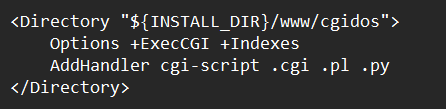 <Directory "${INSTALL_DIR}/www/cgidos">
    Options +ExecCGI +Indexes
    AddHandler cgi-script .cgi .pl .py
</Directory>